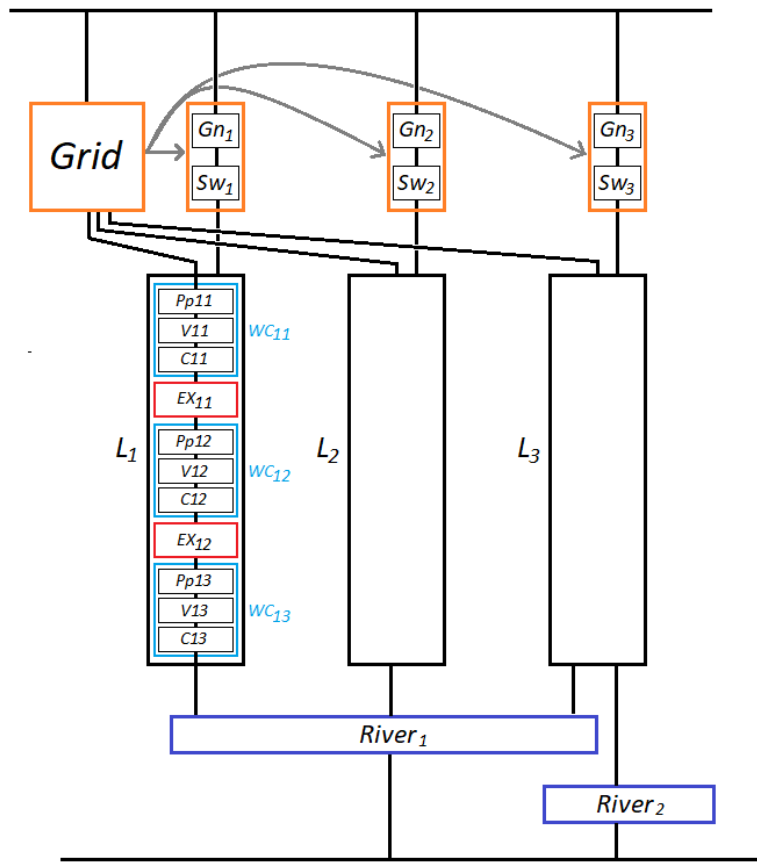 Grid
Gn1
Sw1
Gn2
Sw2
Gn3
Sw3
L1
Pp11
V11
C11
WC11
EX11
Pp12
V12
C12
WC12
EX12
Pp13
V13
C13
WC13
L2
L3
River1
River2